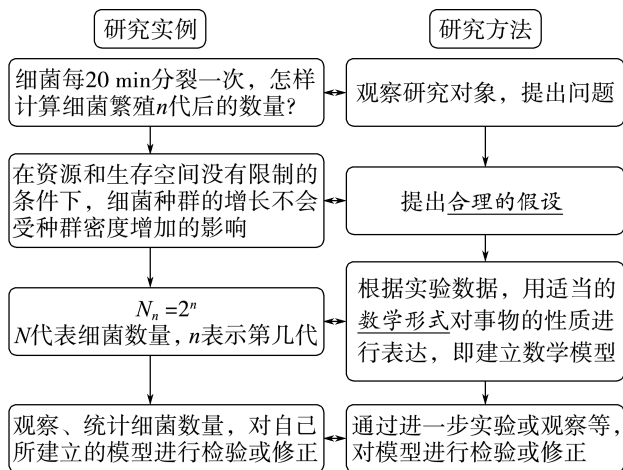 研究实例
研究方法
细菌每20 min分裂一次，怎样
计算细菌繁殖n代后的数量？
观察研究对象，提出问题
在资源和生存空间没有限制的
条件下，细菌种群的增长不会
受种群密度增加的影响
提出合理的假设
Nₙ=2ⁿ
N代表细菌数量，n表示第几代
根据实验数据，用适当的
数学形式对事物的性质进
行表达，即建立数学模型
观察、统计细菌数量，对自己
所建立的模型进行检验或修正
通过进一步实验或观察等，
对模型进行检验或修正